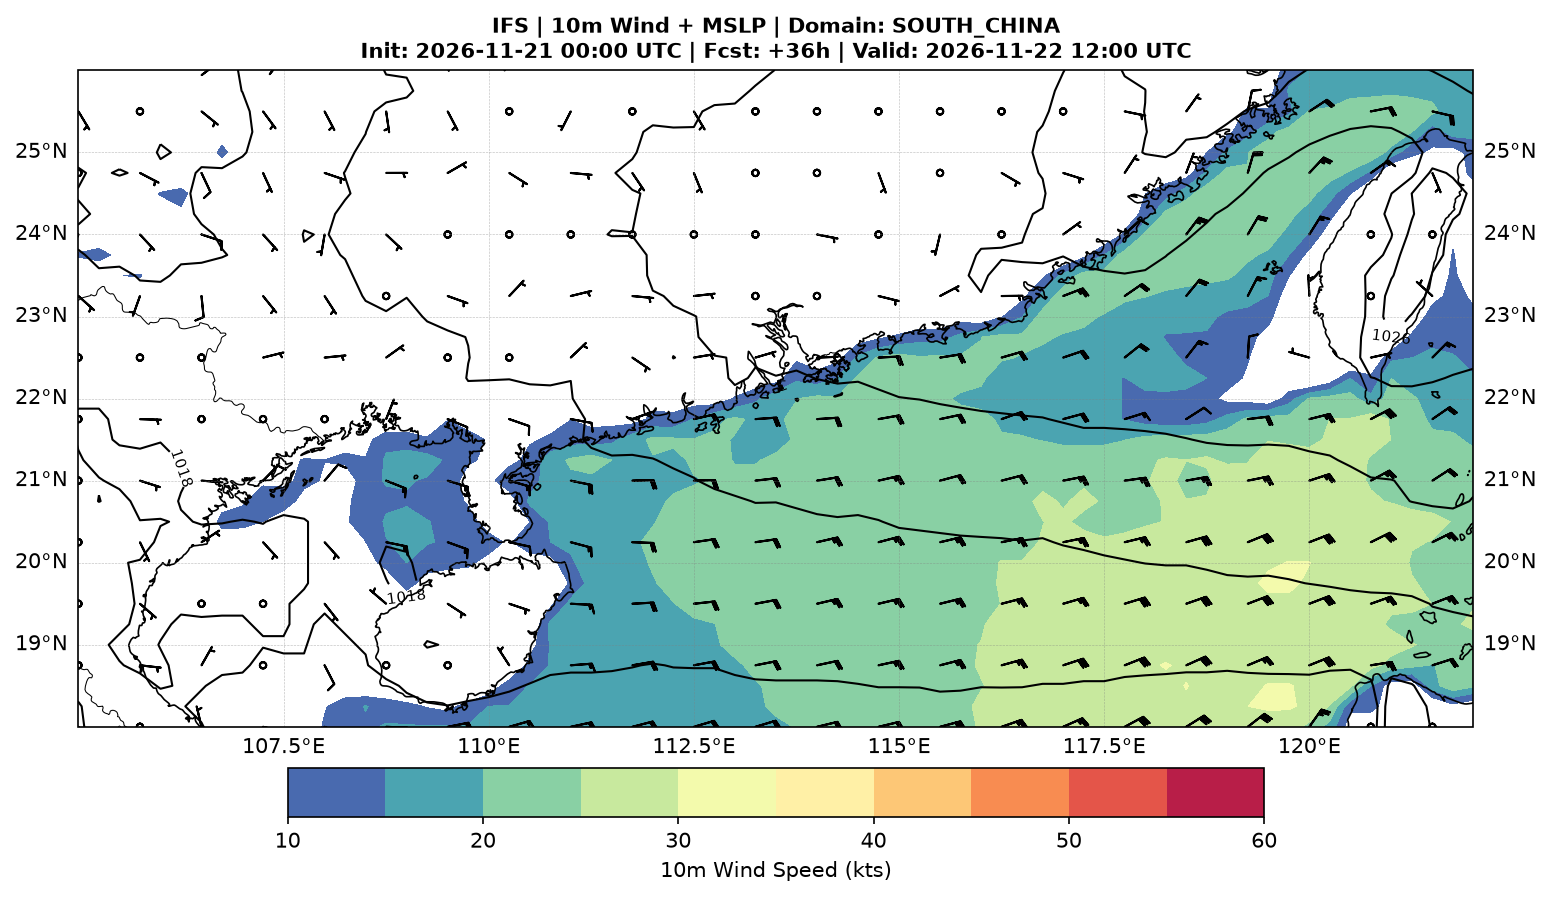 IFS | 10m Wind + MSLP | Domain: SOUTH_CHINA
Init: 2026-11-21 00:00 UTC | Fcst: +36h | Valid: 2026-11-22 12:00 UTC
25°N 25°N
24°N 24°N
23°N 23°N
1026
22°N 22°N
1018
21°N 21°N
20°N 20°N
1018
19°N 19°N
107.5°E 110°E 112.5°E 115°E 117.5°E 120°E
10 20 30 40 50 60
10m Wind Speed (kts)